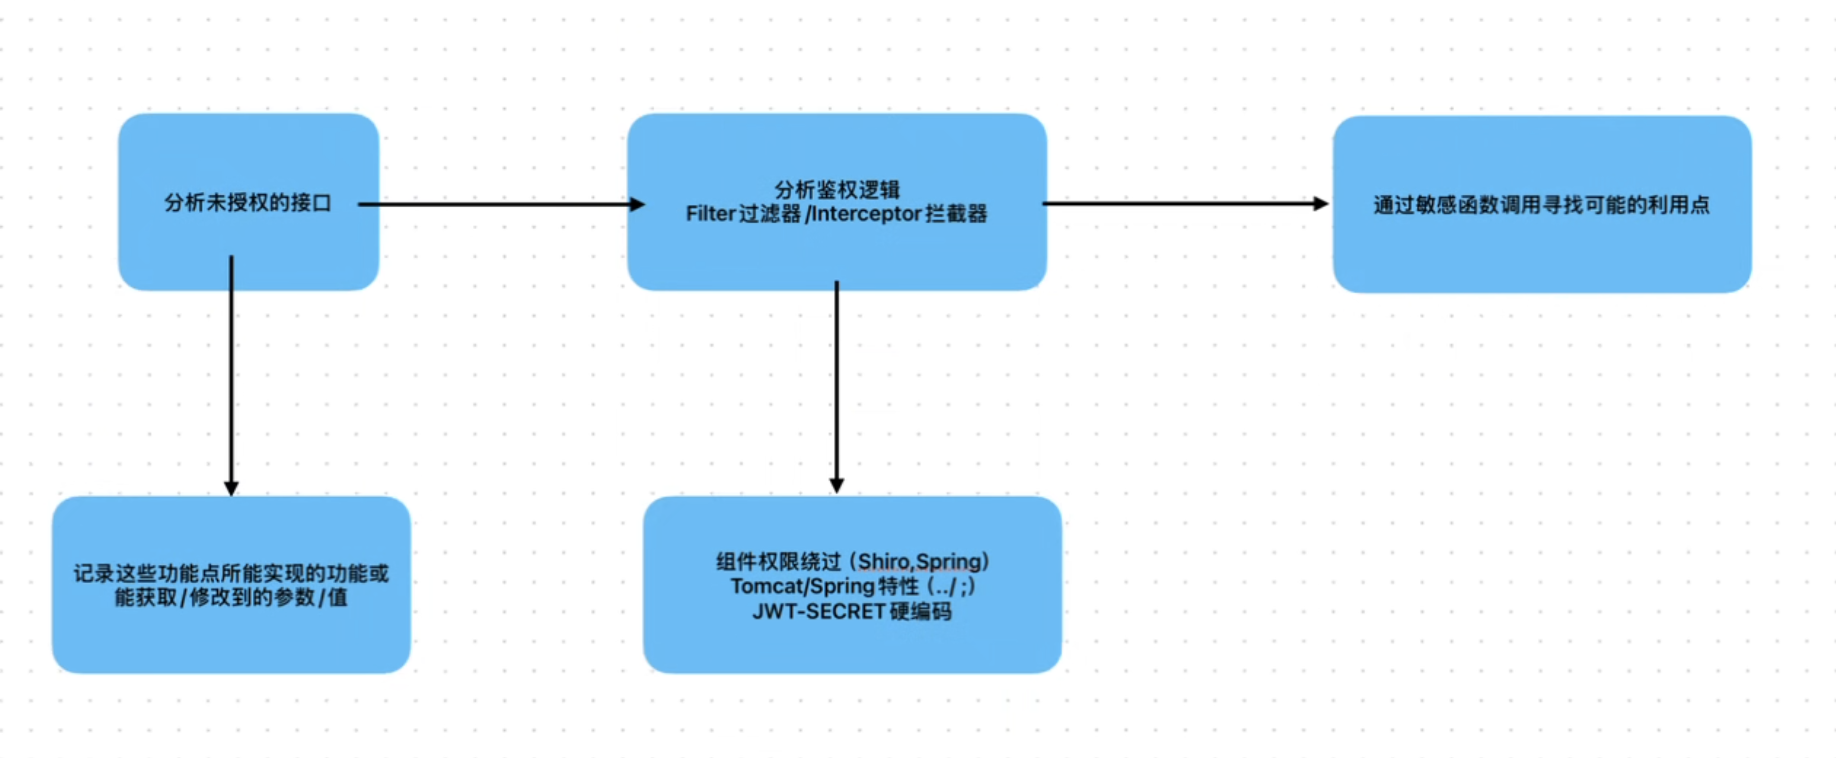 分析未授权的接口
分析鉴权逻辑
Filter过滤器/Interceptor拦截器
通过敏感函数调用寻找可能的利用点
记录这些功能点所能实现的功能或
能获取/修改到的参数/值
组件权限绕过（Shiro,Spring）
Tomcat/Spring特性（../ ;）
JWT-SECRET硬编码